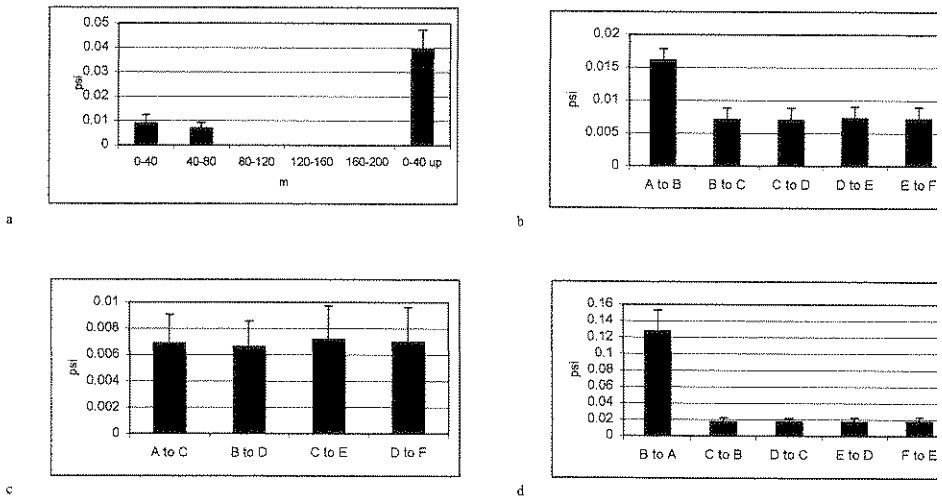 0.05
0.04
0.03
0.02
0.01
0
psi
0-40 40-80 80-120 120-160 160-200 0-40 up
m
a
0.02
0.015
0.01
0.005
0
psi
A to B B to C C to D D to E E to F
b
0.01
0.008
0.006
0.004
0.002
0
psi
A to C B to D C to E D to F
c
0.16
0.14
0.12
0.1
0.08
0.06
0.04
0.02
0
psi
B to A C to B D to C E to D F to E
d